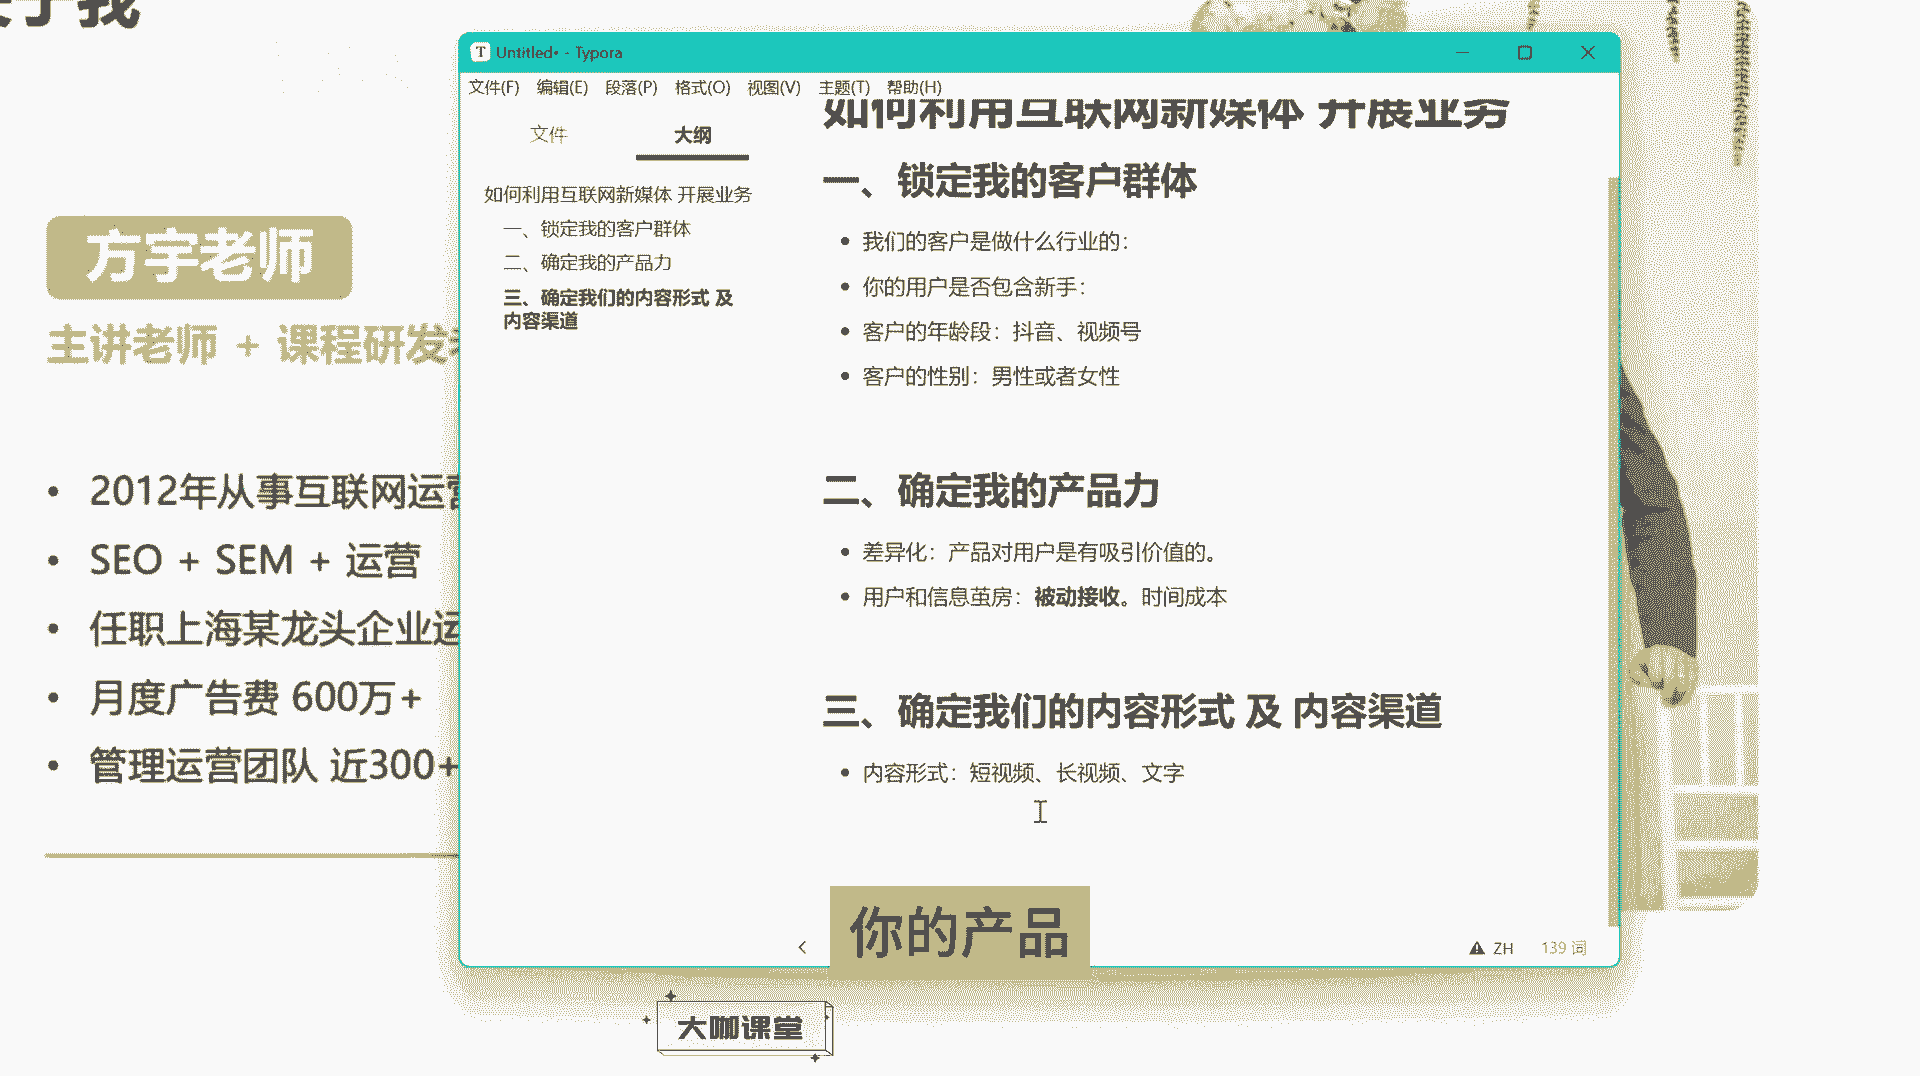 Untitled• - Typora
文件(F) 编辑(E) 段落(P) 格式(O) 视图(V) 主题(T) 帮助(H)
文件 大纲
如何利用互联网新媒体 开展业务
一、锁定我的客户群体
二、确定我的产品力
三、确定我们的内容形式 及
内容渠道
如何利用互联网新媒体 开展业务
一、锁定我的客户群体
我们的客户是做什么行业的：
你的用户是否包含新手：
客户的年龄段：抖音、视频号
客户的性别：男性或者女性
二、确定我的产品力
差异化：产品对用户是有吸引价值的。
用户和信息茧房：被动接收。时间成本
三、确定我们的内容形式 及 内容渠道
内容形式：短视频、长视频、文字
ZH 139 词
方宇老师
主讲老师 + 课程研发
2012年从事互联网运营
SEO + SEM + 运营
任职上海某龙头企业运
月度广告费 600万+
管理运营团队 近300+
你的产品
大咖课堂